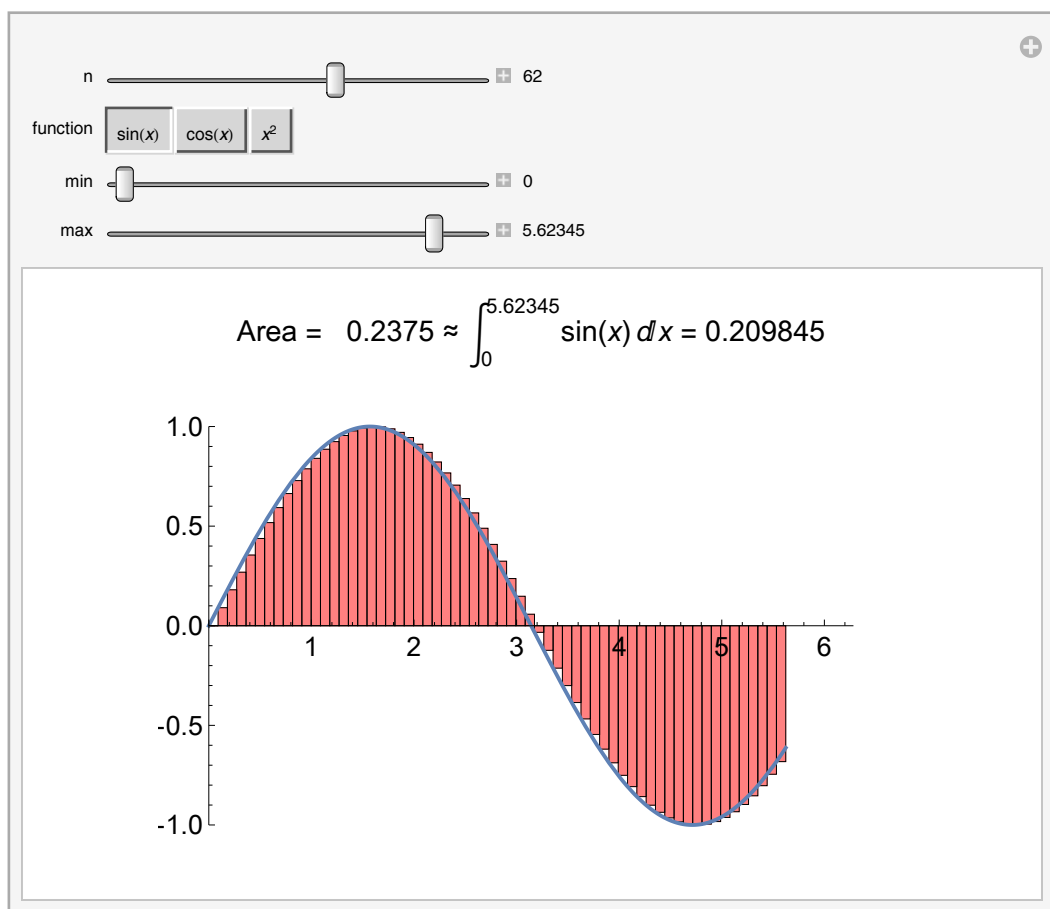 n 62
function sin(x) cos(x) x²
min 0
max 5.62345
Area = 0.2375 ≈ ∫₀^5.62345 sin(x) ⅆx = 0.209845
1.0
0.5
0.0
1 2 3 4 5 6
-0.5
-1.0